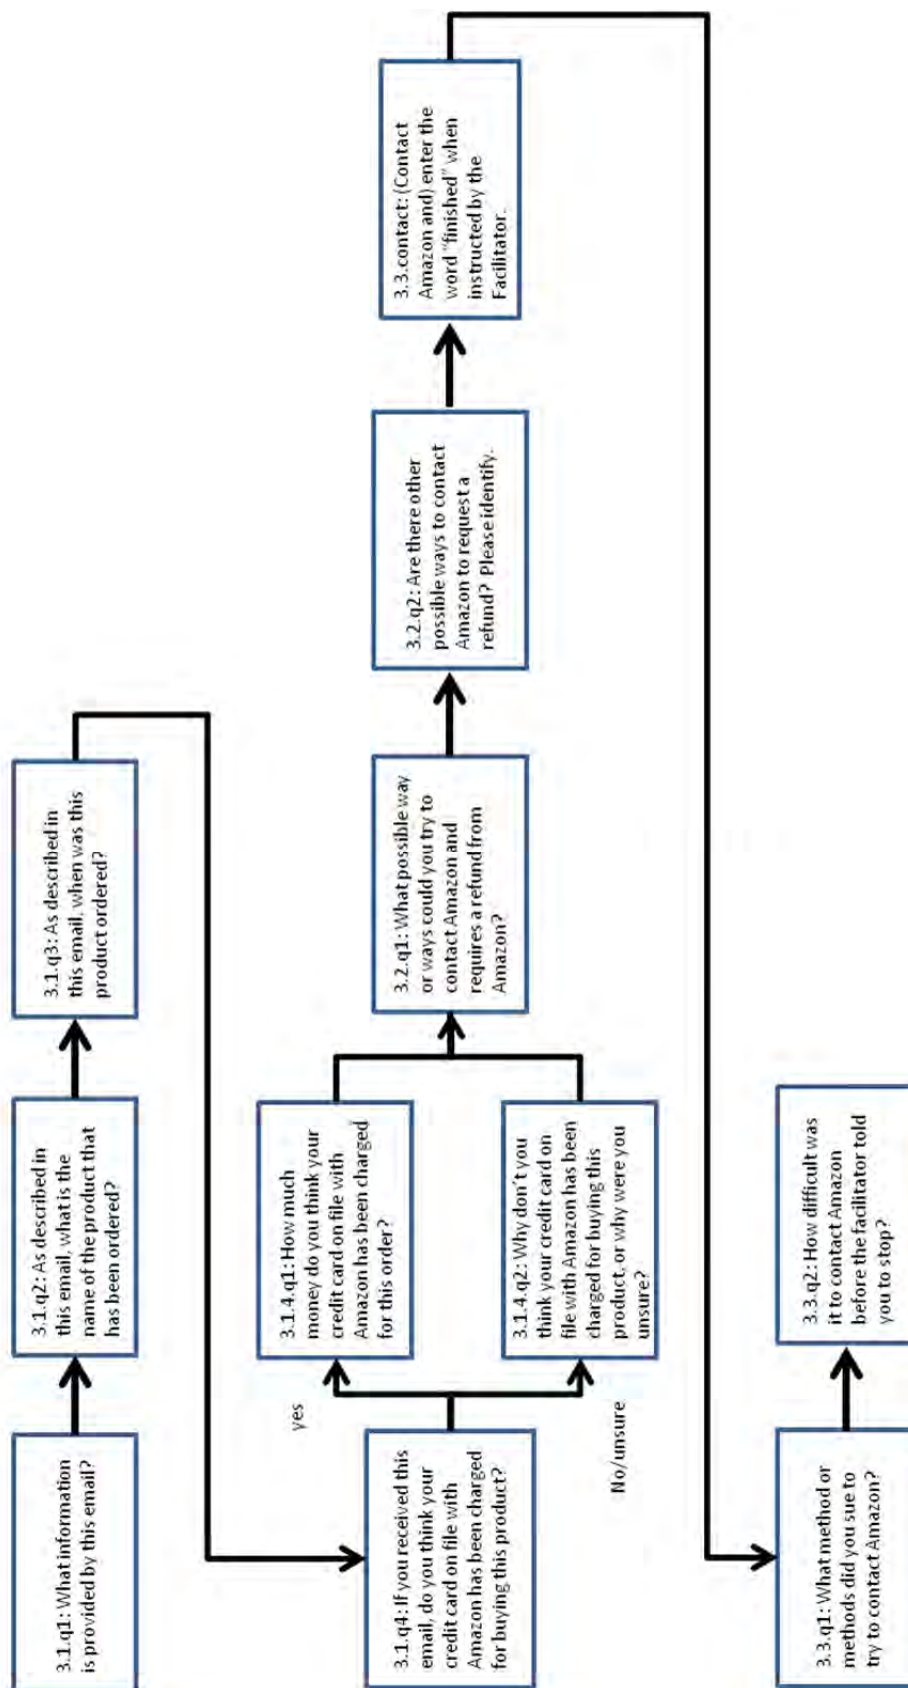 3.1.q1: What information
is provided by this email?
3.1.q2: As described in
this email, what is the
name of the product that
has been ordered?
3.1.q3: As described in
this email, when was this
product ordered?
3.1.q4: If you received this
email, do you think your
credit card on file with
Amazon has been charged
for buying this product?
yes
No/unsure
3.1.4.q1: How much
money do you think your
credit card on file with
Amazon has been charged
for this order?
3.1.4.q2: Why don't you
think your credit card on
file with Amazon has been
charged for buying this
product, or why were you
unsure?
3.2.q1: What possible way
or ways could you try to
contact Amazon and
requires a refund from
Amazon?
3.2.q2: Are there other
possible ways to contact
Amazon to request a
refund? Please identify.
3.3.contact: (Contact
Amazon and) enter the
word "finished" when
instructed by the
Facilitator.
3.3.q1: What method or
methods did you sue to
try to contact Amazon?
3.3.q2: How difficult was
it to contact Amazon
before the facilitator told
you to stop?